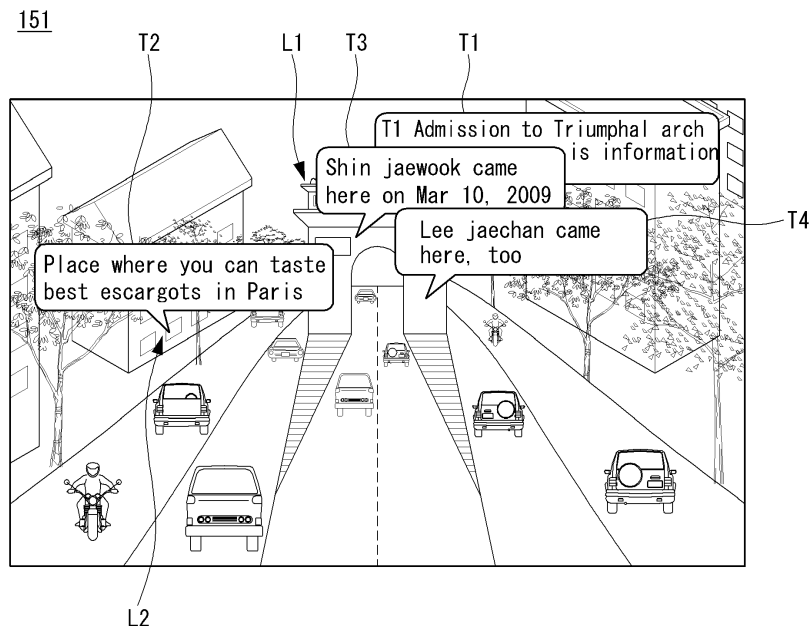 151
T2
L1
T3
T1
T1 Admission to Triumphal arch
is information
Shin jaewook came
here on Mar 10, 2009
Lee jaechan came
here, too
T4
Place where you can taste
best escargots in Paris
L2